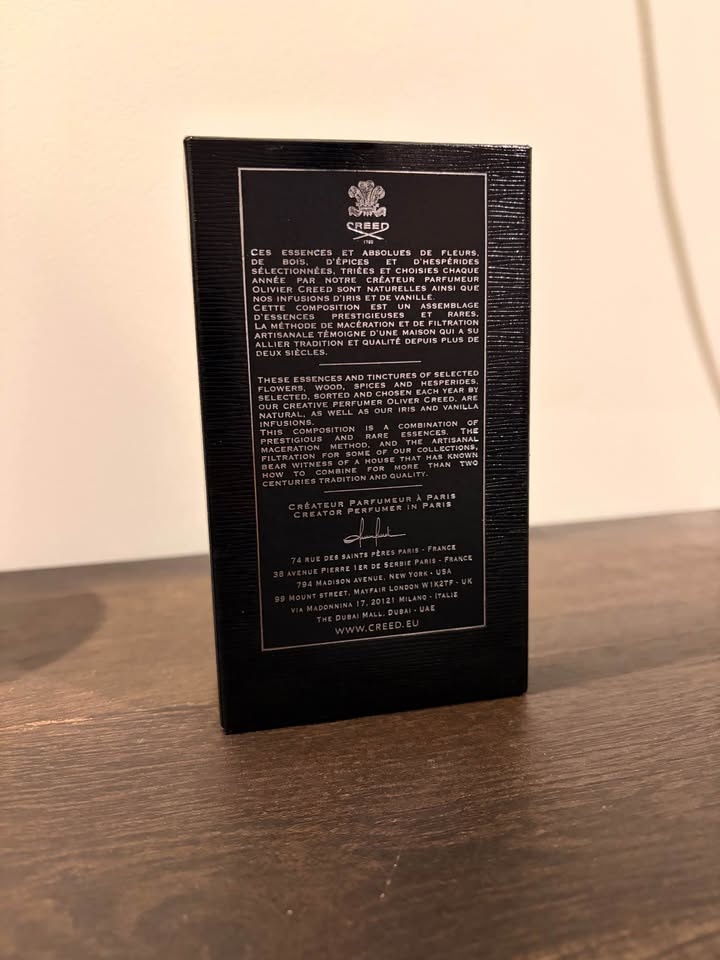 CREED
1760
CES ESSENCES ET ABSOLUES DE FLEURS,
DE BOIS, D'ÉPICES ET D'HESPÉRIDES
SÉLECTIONNÉES, TRIÉES ET CHOISIES CHAQUE
ANNÉE PAR NOTRE CRÉATEUR PARFUMEUR
OLIVIER CREED SONT NATURELLES AINSI QUE
NOS INFUSIONS D'IRIS ET DE VANILLE.
CETTE COMPOSITION EST UN ASSEMBLAGE
D'ESSENCES PRESTIGIEUSES ET RARES.
LA MÉTHODE DE MACÉRATION ET DE FILTRATION
ARTISANALE TÉMOIGNE D'UNE MAISON QUI A SU
ALLIER TRADITION ET QUALITÉ DEPUIS PLUS DE
DEUX SIÈCLES.
THESE ESSENCES AND TINCTURES OF SELECTED
FLOWERS, WOOD, SPICES AND HESPERIDES,
SELECTED, SORTED AND CHOSEN EACH YEAR BY
OUR CREATIVE PERFUMER OLIVER CREED, ARE
NATURAL, AS WELL AS OUR IRIS AND VANILLA
INFUSIONS.
THIS COMPOSITION IS A COMBINATION OF
PRESTIGIOUS AND RARE ESSENCES. THE
MACERATION METHOD, AND THE ARTISANAL
FILTRATION FOR SOME OF OUR COLLECTIONS,
BEAR WITNESS OF A HOUSE THAT HAS KNOWN
HOW TO COMBINE FOR MORE THAN TWO
CENTURIES TRADITION AND QUALITY.
CRÉATEUR PARFUMEUR À PARIS
CREATOR PERFUMER IN PARIS
74 RUE DES SAINTS PÈRES PARIS - FRANCE
38 AVENUE PIERRE 1ER DE SERBIE PARIS - FRANCE
794 MADISON AVENUE, NEW YORK - USA
99 MOUNT STREET, MAYFAIR LONDON W1K2TF - UK
VIA MADONNINA 17, 20121 MILANO - ITALIE
THE DUBAI MALL, DUBAI - UAE
WWW.CREED.EU